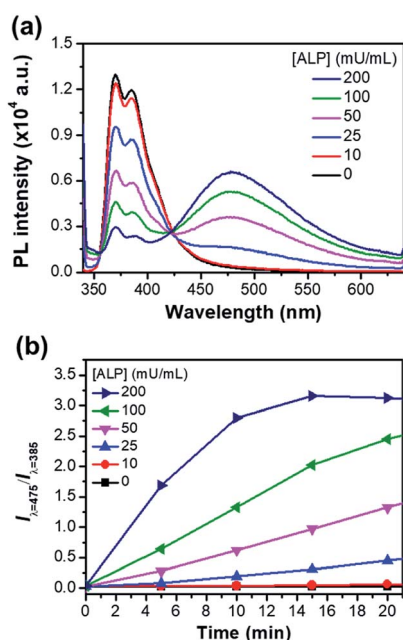 (a)
[ALP] (mU/mL)
200
100
50
25
10
0
PL intensity (x10⁴ a.u.)
1.5
1.2
0.9
0.6
0.3
0.0
350 400 450 500 550 600
Wavelength (nm)
(b)
[ALP] (mU/mL)
200
100
50
25
10
0
Iλ=475/Iλ=385
3.5
3.0
2.5
2.0
1.5
1.0
0.5
0.0
0 2 4 6 8 10 12 14 16 18 20
Time (min)